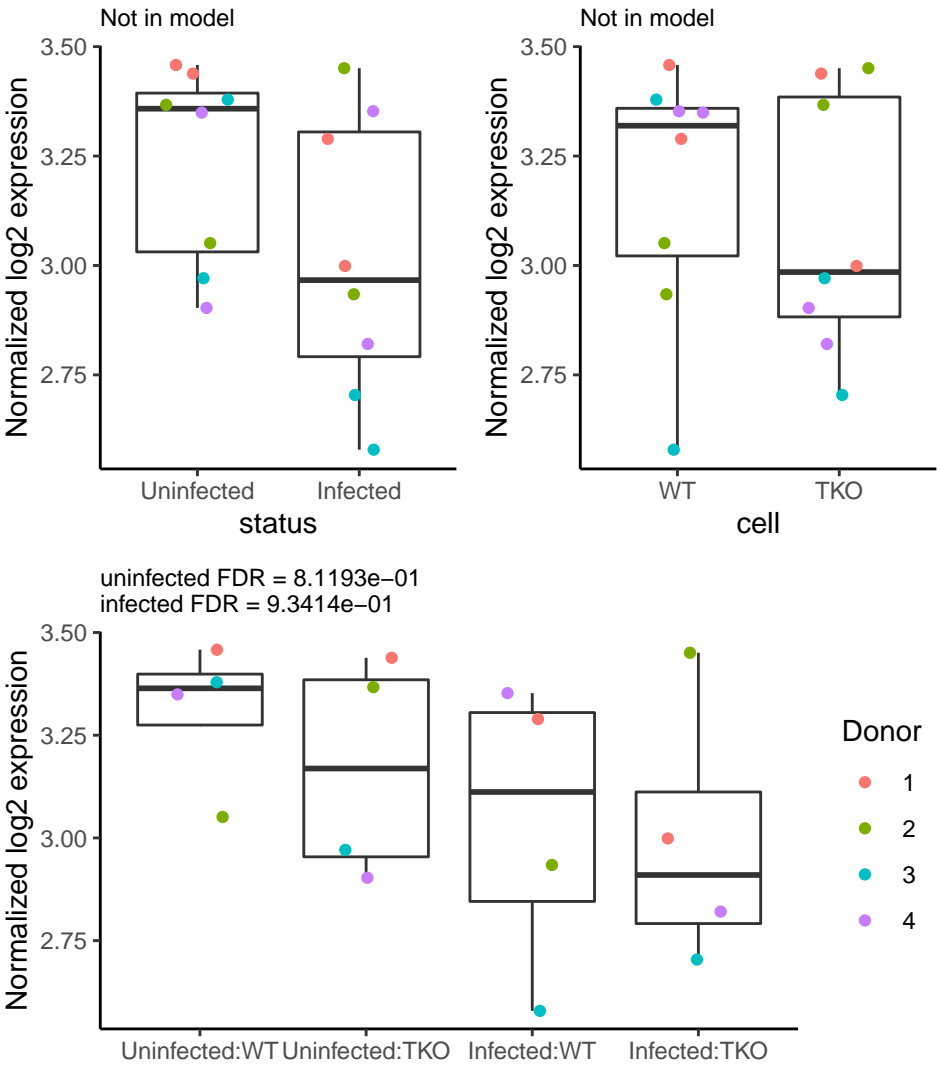 Not in model
Normalized log2 expression
3.50
3.25
3.00
2.75
Uninfected Infected
status
Not in model
Normalized log2 expression
3.50
3.25
3.00
2.75
WT TKO
cell
uninfected FDR = 8.1193e−01
infected FDR = 9.3414e−01
Normalized log2 expression
3.50
3.25
3.00
2.75
Uninfected:WT Uninfected:TKO Infected:WT Infected:TKO
Donor
1
2
3
4